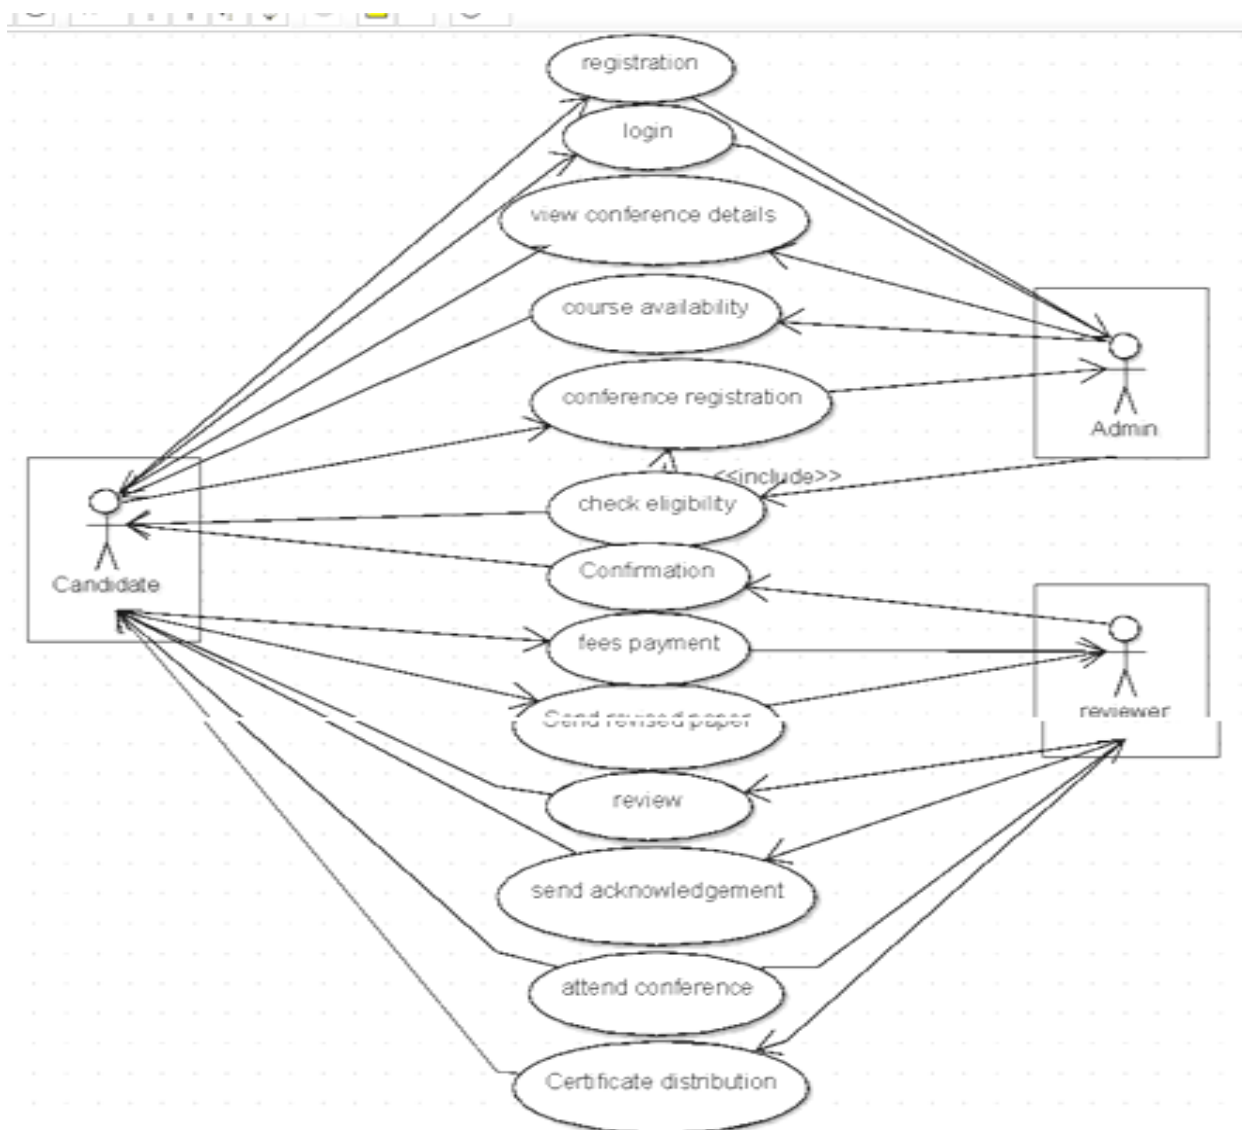 registration
login
view conference details
course availability
conference registration
Admin
<<include>>
check eligibility
Candidate
Confirmation
fees payment
reviewer
Send revised paper
review
send acknowledgement
attend conference
Certificate distribution